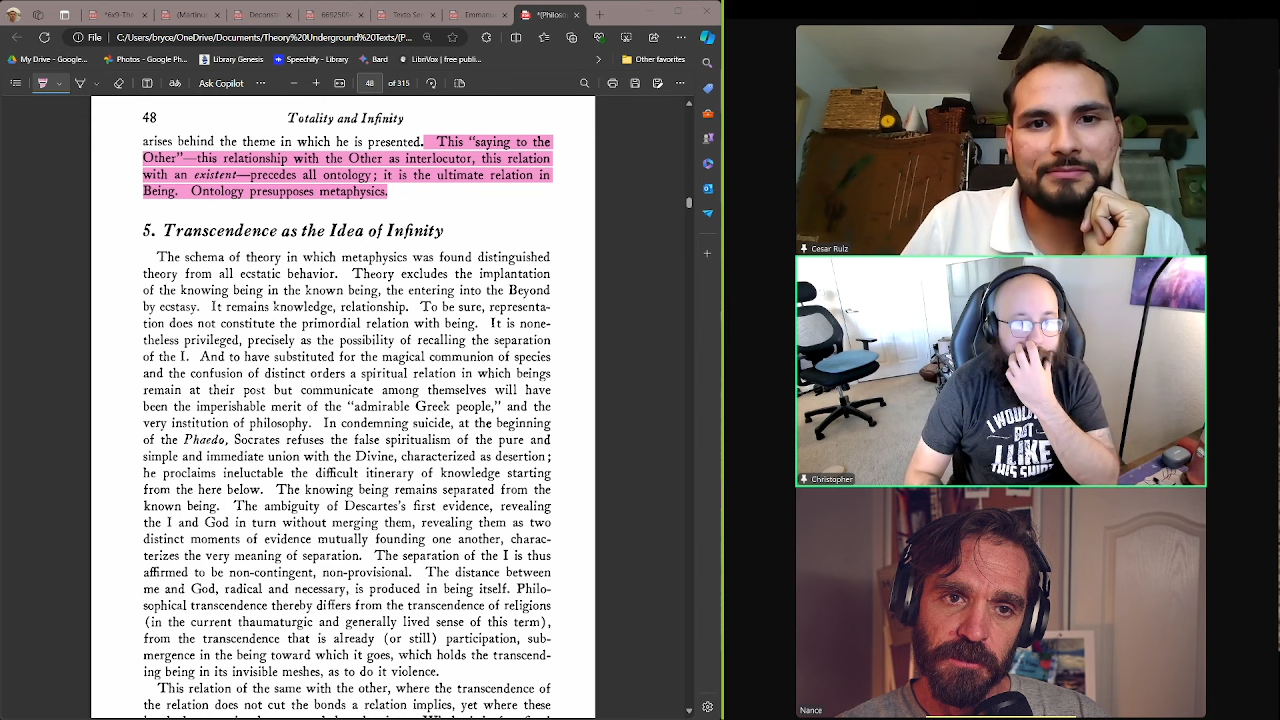 *6x9-The
(Martinus
Deconst
6692509-
Texto Se
Emmanue
*(Philoso
File
C:/Users/bryce/OneDrive/Documents/Theory%20Underground%20Texts/(P...
My Drive - Google...
Photos - Google Ph...
Library Genesis
Speechify - Library
Bard
LibriVox | free publi...
Other favorites
Ask Copilot
48
of 315
48
Totality and Infinity
arises behind the theme in which he is presented. This “saying to the
Other”—this relationship with the Other as interlocutor, this relation
with an existent—precedes all ontology; it is the ultimate relation in
Being. Ontology presupposes metaphysics.
5. Transcendence as the Idea of Infinity
The schema of theory in which metaphysics was found distinguished
theory from all ecstatic behavior. Theory excludes the implantation
of the knowing being in the known being, the entering into the Beyond
by ecstasy. It remains knowledge, relationship. To be sure, representa-
tion does not constitute the primordial relation with being. It is none-
theless privileged, precisely as the possibility of recalling the separation
of the I. And to have substituted for the magical communion of species
and the confusion of distinct orders a spiritual relation in which beings
remain at their post but communicate among themselves will have
been the imperishable merit of the “admirable Greek people,” and the
very institution of philosophy. In condemning suicide, at the beginning
of the Phaedo, Socrates refuses the false spiritualism of the pure and
simple and immediate union with the Divine, characterized as desertion;
he proclaims ineluctable the difficult itinerary of knowledge starting
from the here below. The knowing being remains separated from the
known being. The ambiguity of Descartes's first evidence, revealing
the I and God in turn without merging them, revealing them as two
distinct moments of evidence mutually founding one another, charac-
terizes the very meaning of separation. The separation of the I is thus
affirmed to be non-contingent, non-provisional. The distance between
me and God, radical and necessary, is produced in being itself. Philo-
sophical transcendence thereby differs from the transcendence of religions
(in the current thaumaturgic and generally lived sense of this term),
from the transcendence that is already (or still) participation, sub-
mergence in the being toward which it goes, which holds the transcend-
ing being in its invisible meshes, as to do it violence.
This relation of the same with the other, where the transcendence of
the relation does not cut the bonds a relation implies, yet where these
Cesar Ruiz
I WOULD
BUT
I LIKE
THIS SHIRT
Christopher
Nance